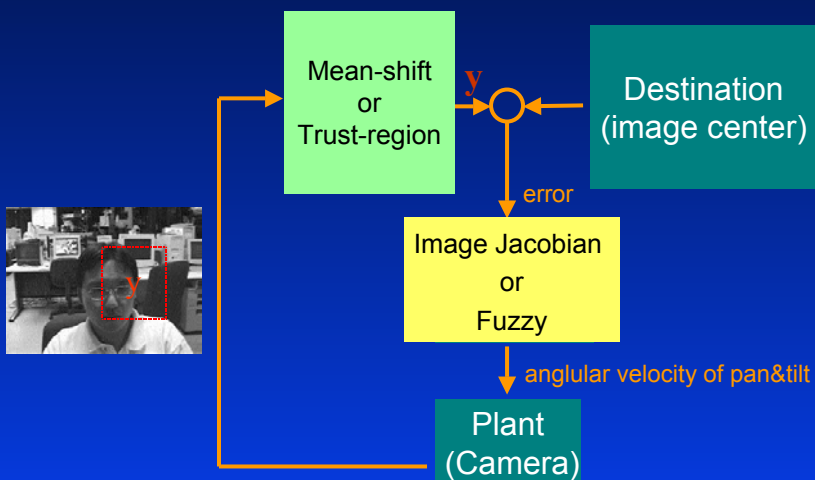 Mean-shift
or
Trust-region
y
Destination
(image center)
error
y
Image Jacobian
or
Fuzzy
anglular velocity of pan&tilt
Plant
(Camera)